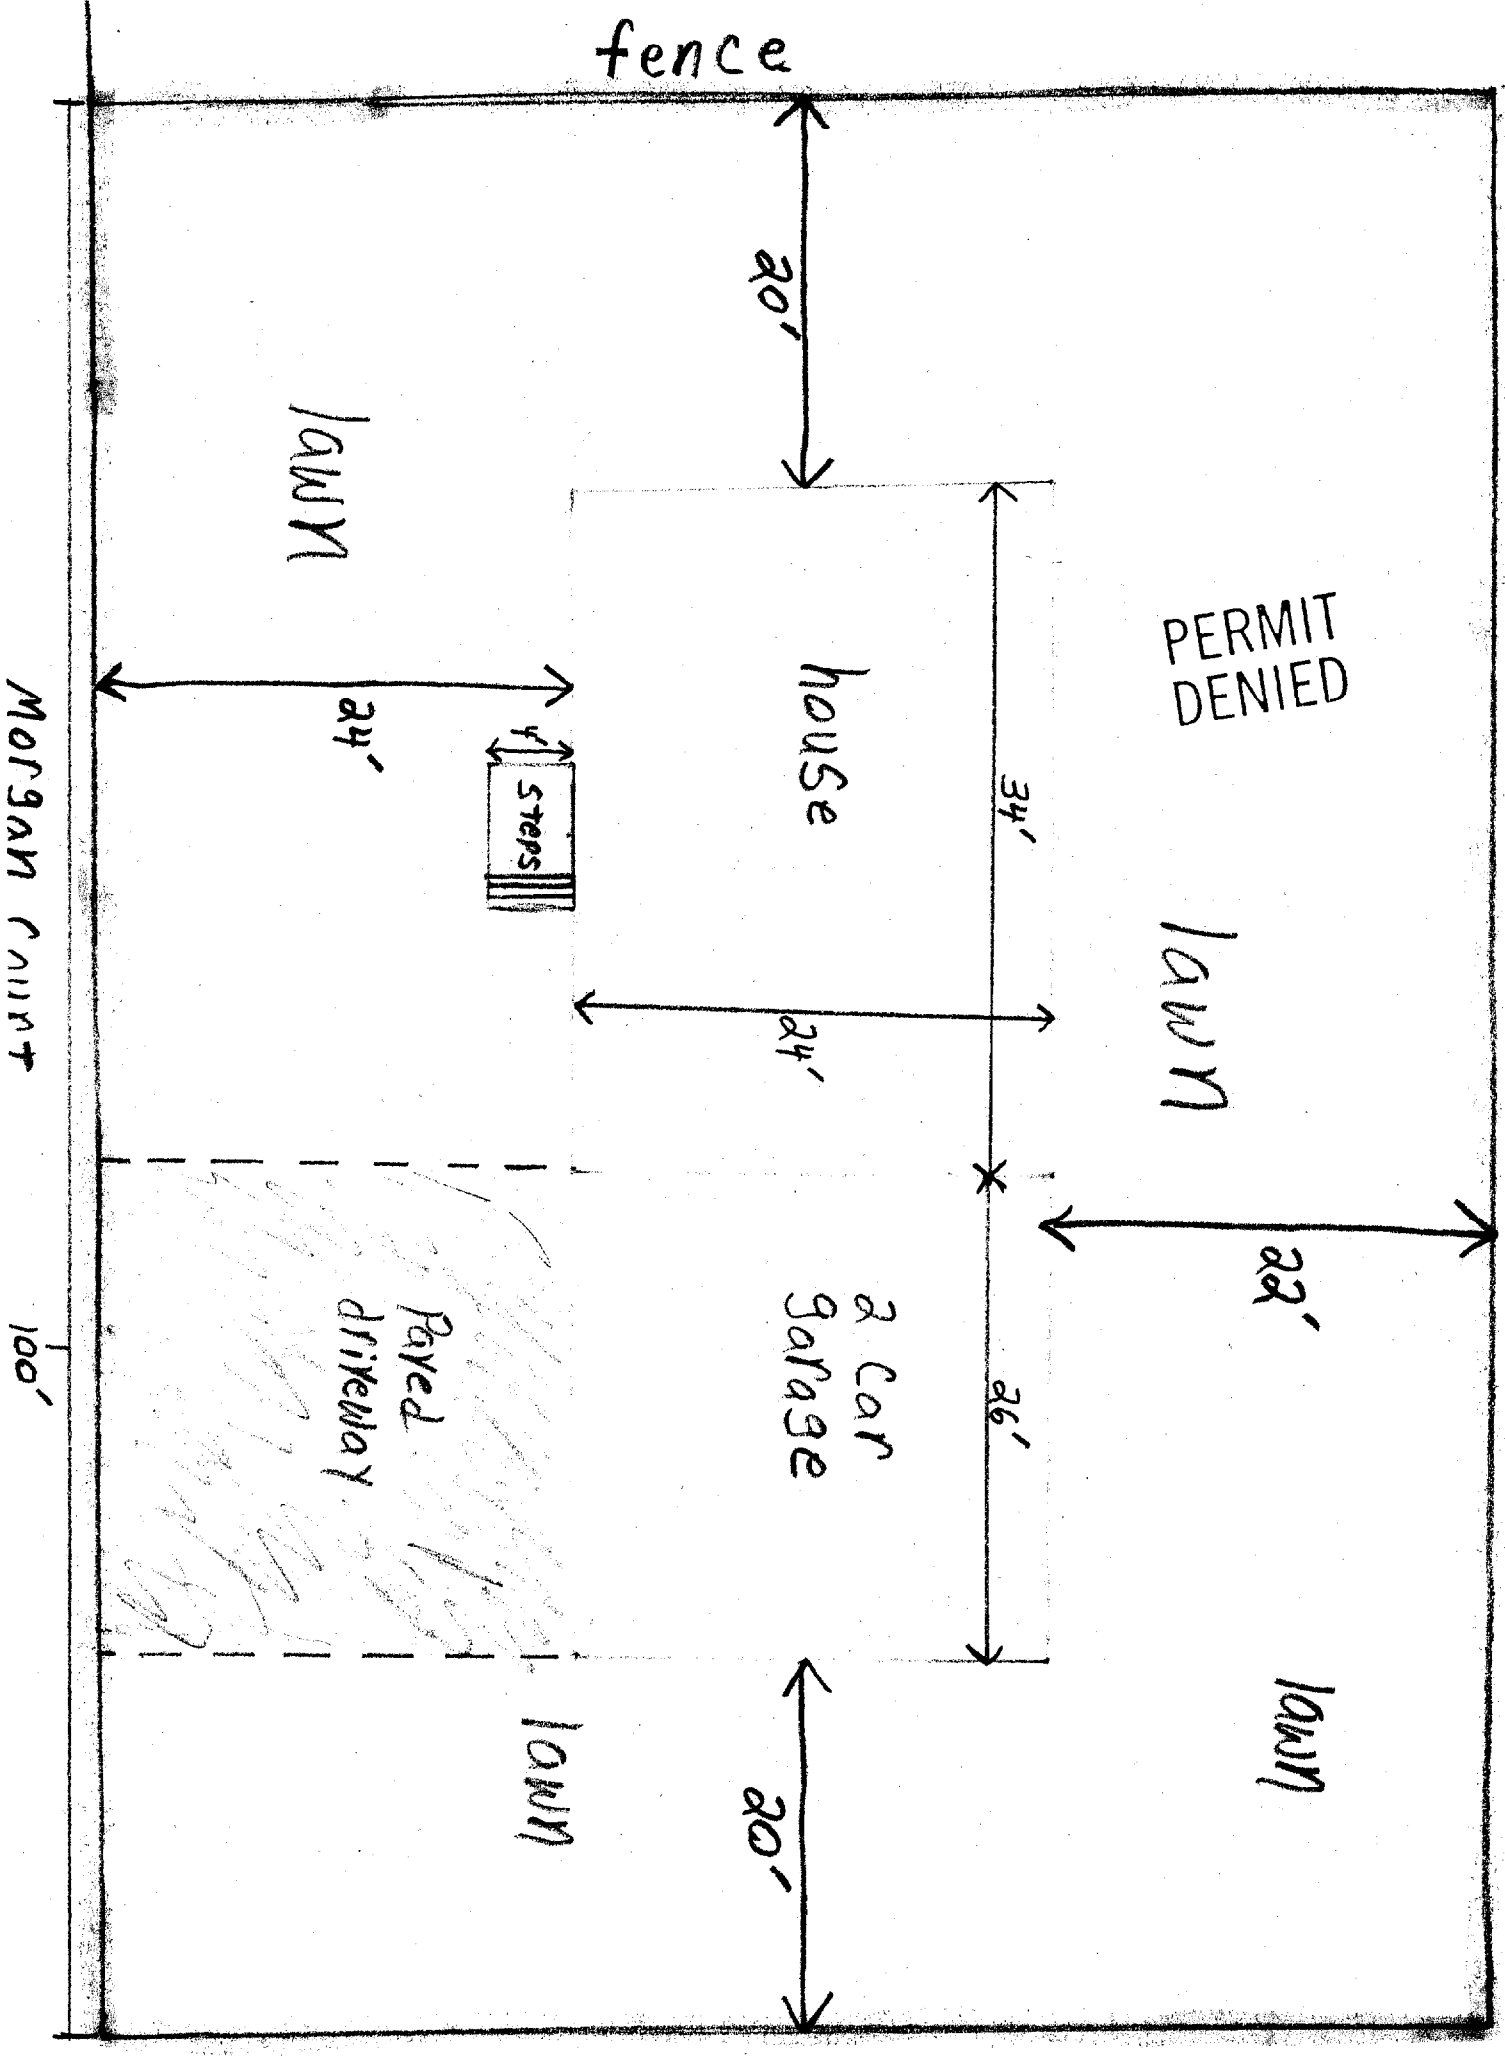 fence
20'
lawn
24'
4'
steps
house
34'
24'
PERMIT
DENIED
lawn
22'
2 Car
garage
26'
Paved
driveway
lawn
20'
lawn
Morgan Court
100'